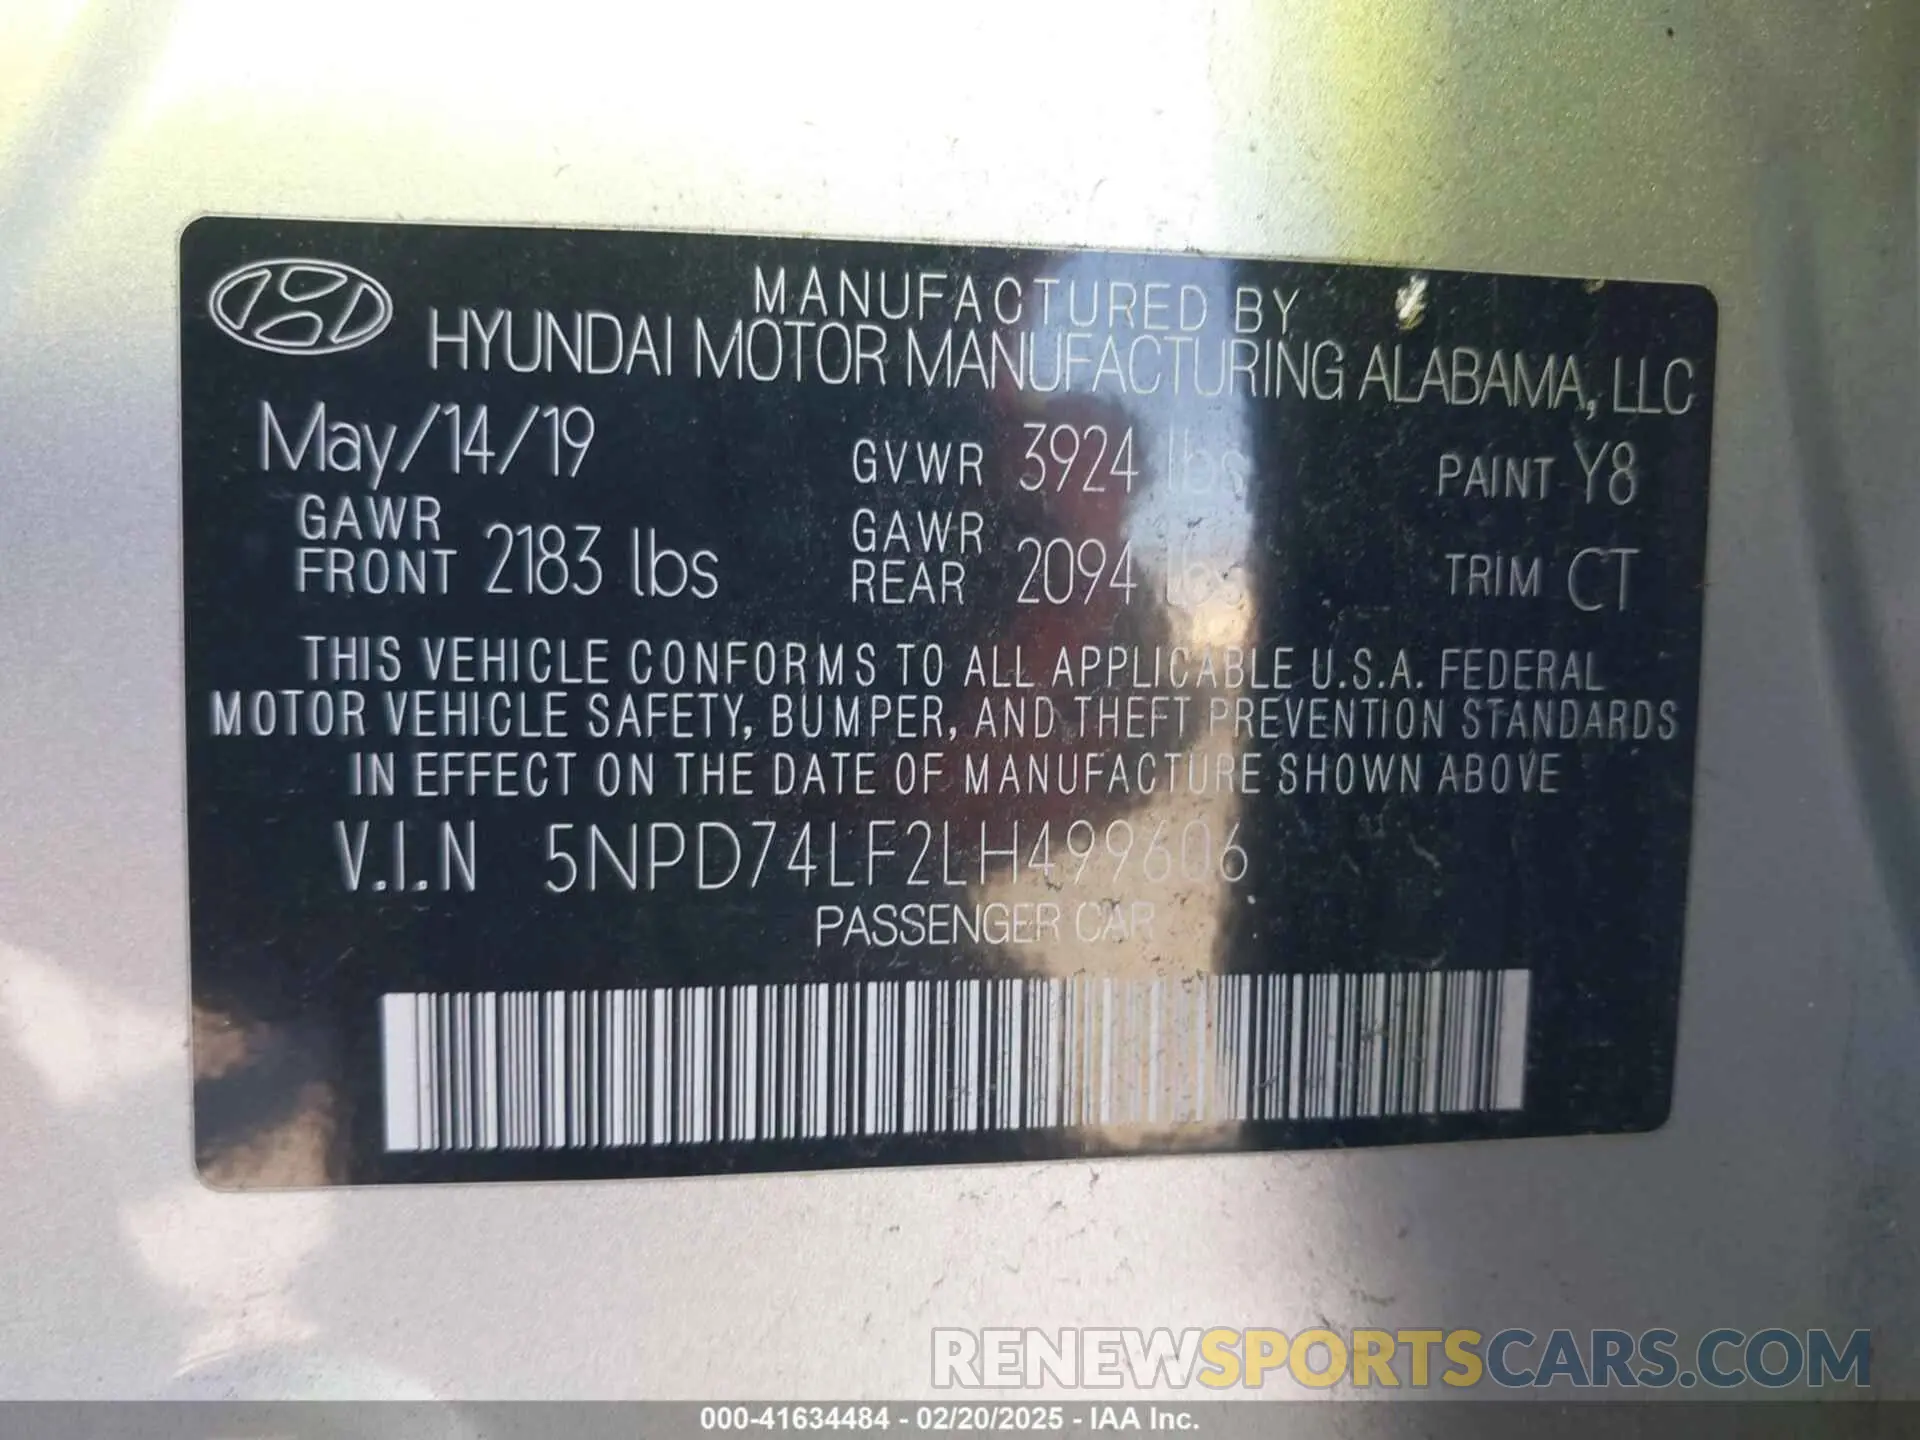 MANUFACTURED BY
HYUNDAI MOTOR MANUFACTURING ALABAMA, LLC
May/14/19 GVWR 3924 lbs PAINT Y8
GAWR FRONT 2183 lbs GAWR REAR 2094 lbs TRIM CT
THIS VEHICLE CONFORMS TO ALL APPLICABLE U.S.A. FEDERAL
MOTOR VEHICLE SAFETY, BUMPER, AND THEFT PREVENTION STANDARDS
IN EFFECT ON THE DATE OF MANUFACTURE SHOWN ABOVE
V.I.N 5NPD74LF2LH499606
PASSENGER CAR
RENEWSPORTSCARS.COM
000-41634484 - 02/20/2025 - IAA Inc.